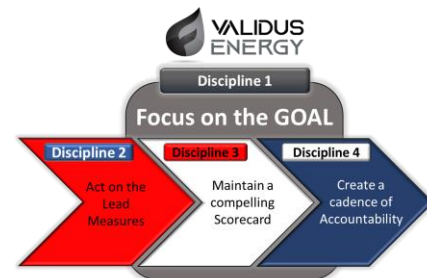 VALIDUS
ENERGY
Discipline 1
Focus on the GOAL
Discipline 2
Act on the
Lead
Measures
Discipline 3
Maintain a
compelling
Scorecard
Discipline 4
Create a
cadence of
Accountability